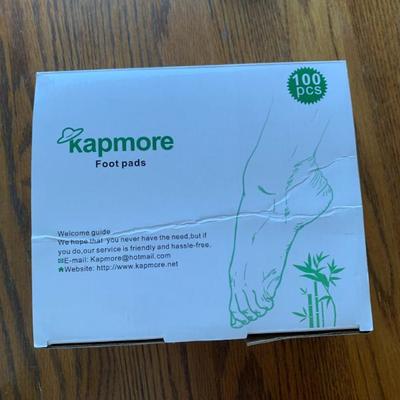 100
pcs
Kapmore
Foot pads
Welcome guide
We hope that you never have the need,but if
you do,our service is friendly and hassle-free.
E-mail: Kapmore@hotmail.com
Website: http://www.kapmore.net